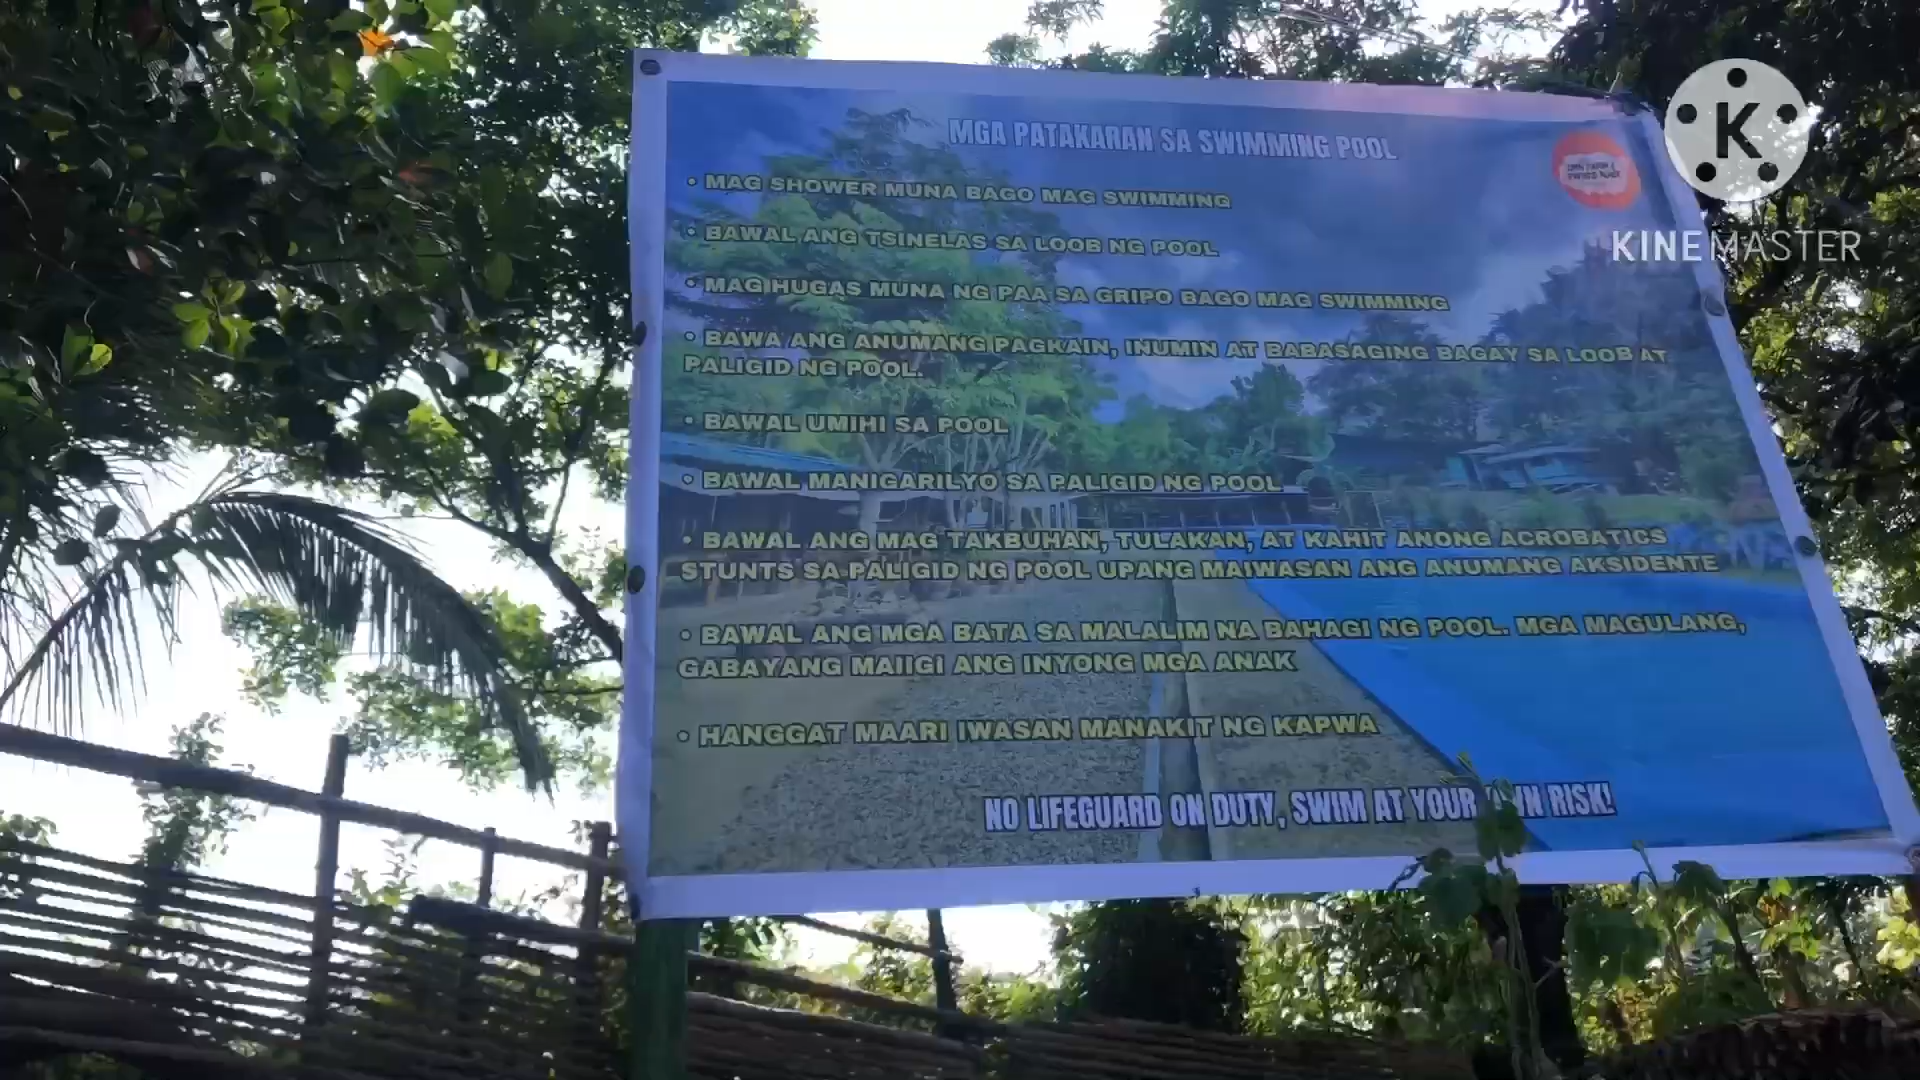 MGA PATAKARAN SA SWIMMING POOL
• MAG SHOWER MUNA BAGO MAG SWIMMING
• BAWAL ANG TSINELAS SA LOOB NG POOL
• MAG HUGAS MUNA NG PAA SA GRIPO BAGO MAG SWIMMING
• BAWA ANG ANUMANG PAGKAIN, INUMIN AT BABASAGING BAGAY SA LOOB AT
PALIGID NG POOL.
• BAWAL UMIHI SA POOL
• BAWAL MANIGARILYO SA PALIGID NG POOL
• BAWAL ANG MAG TAKBUHAN, TULAKAN, AT KAHIT ANONG ACROBATICS
STUNTS SA PALIGID NG POOL UPANG MAIWASAN ANG ANUMANG AKSIDENTE
• BAWAL ANG MGA BATA SA MALALIM NA BAHAGI NG POOL. MGA MAGULANG,
GABAYANG MAIIGI ANG INYONG MGA ANAK
• HANGGAT MAARI IWASAN MANAKIT NG KAPWA
NO LIFEGUARD ON DUTY, SWIM AT YOUR OWN RISK!
K
KINEMASTER